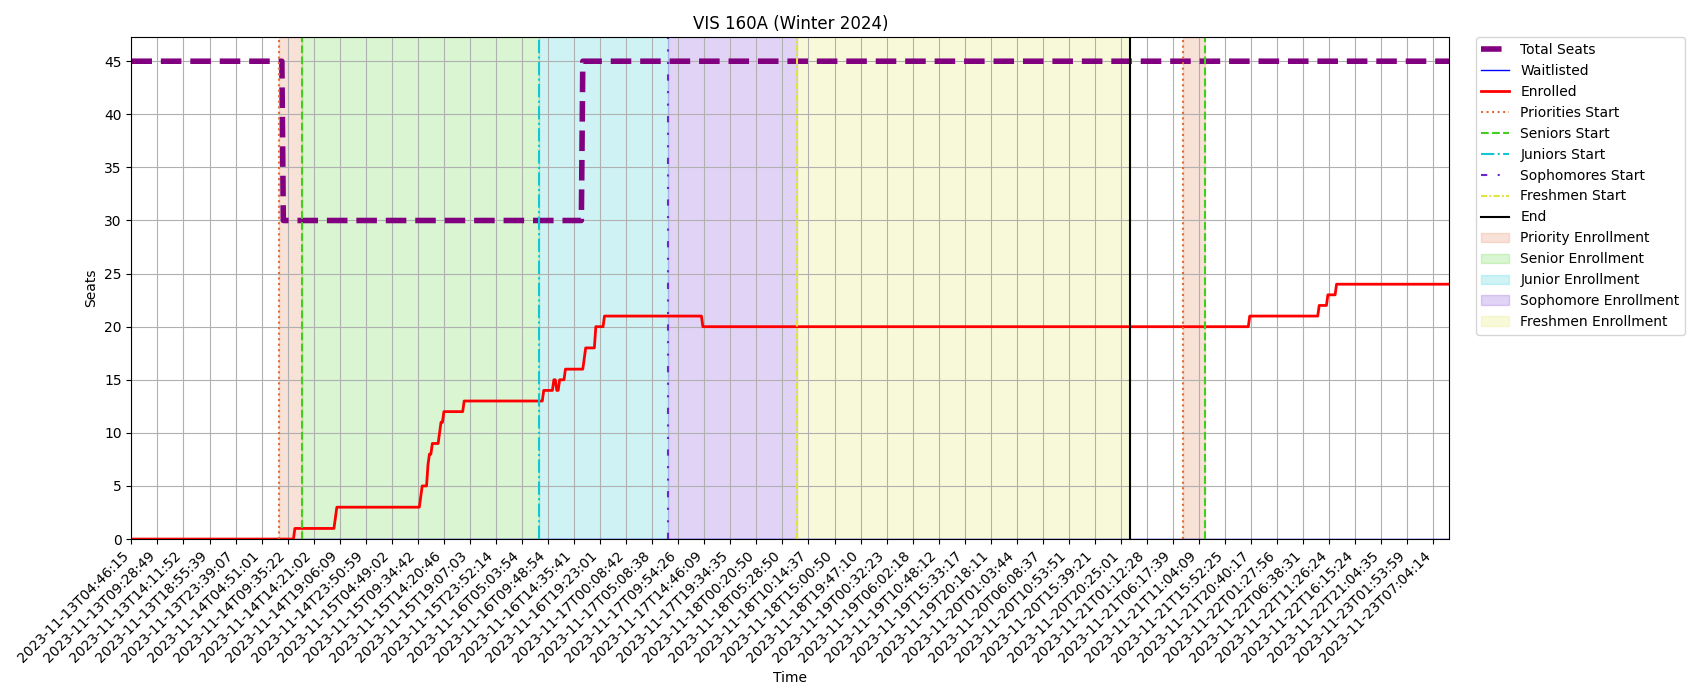 VIS 160A (Winter 2024)
Seats
45
40
35
30
25
20
15
10
5
0
2023-11-13T04:46:15
2023-11-13T09:28:49
2023-11-13T14:11:52
2023-11-13T18:55:39
2023-11-13T23:39:07
2023-11-14T04:51:01
2023-11-14T09:35:22
2023-11-14T14:21:02
2023-11-14T19:06:09
2023-11-14T23:50:59
2023-11-15T04:49:02
2023-11-15T09:34:42
2023-11-15T14:20:46
2023-11-15T19:07:03
2023-11-15T23:52:14
2023-11-16T05:03:54
2023-11-16T09:48:54
2023-11-16T14:35:41
2023-11-16T19:23:01
2023-11-17T00:08:42
2023-11-17T05:08:38
2023-11-17T09:54:26
2023-11-17T14:46:09
2023-11-17T19:34:35
2023-11-18T00:20:50
2023-11-18T05:28:50
2023-11-18T10:14:37
2023-11-18T15:00:50
2023-11-18T19:47:10
2023-11-19T00:32:23
2023-11-19T06:02:18
2023-11-19T10:48:12
2023-11-19T15:33:17
2023-11-19T20:18:11
2023-11-20T01:03:44
2023-11-20T06:08:37
2023-11-20T10:53:51
2023-11-20T15:39:21
2023-11-20T20:25:01
2023-11-21T01:12:28
2023-11-21T06:17:39
2023-11-21T11:04:09
2023-11-21T15:52:25
2023-11-21T20:40:17
2023-11-22T01:27:56
2023-11-22T06:38:31
2023-11-22T11:26:24
2023-11-22T16:15:24
2023-11-22T21:04:35
2023-11-23T01:53:59
2023-11-23T07:04:14
Time
Total Seats
Waitlisted
Enrolled
Priorities Start
Seniors Start
Juniors Start
Sophomores Start
Freshmen Start
End
Priority Enrollment
Senior Enrollment
Junior Enrollment
Sophomore Enrollment
Freshmen Enrollment